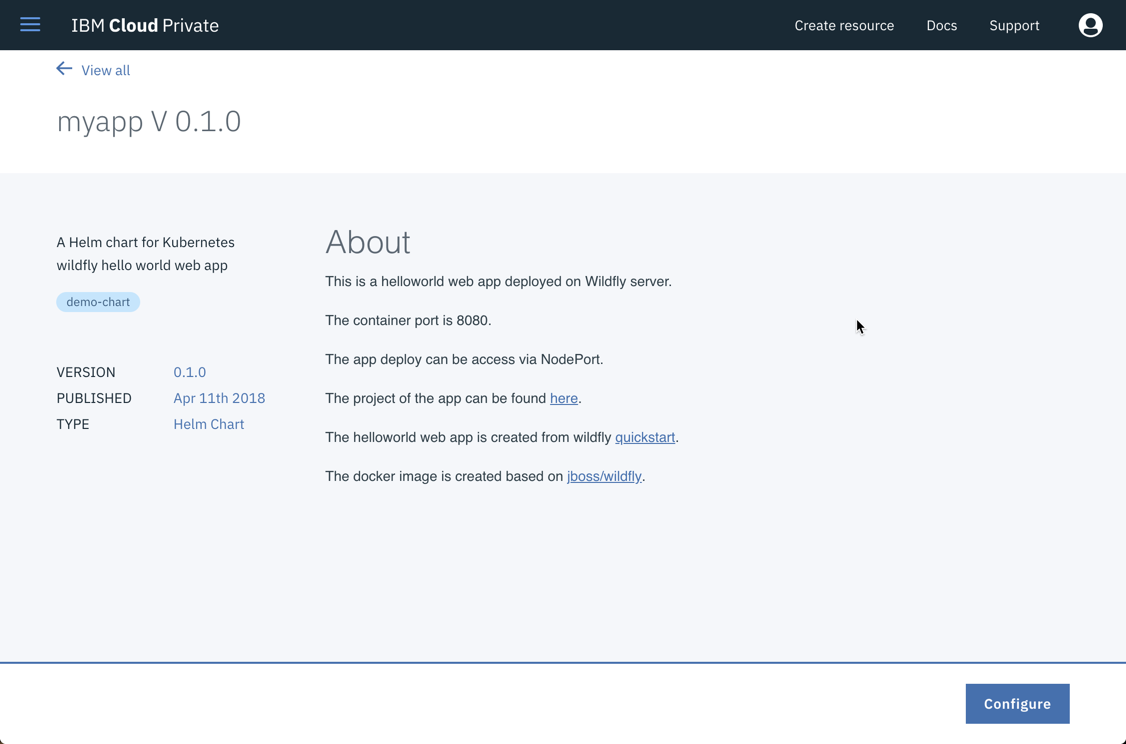 IBM Cloud Private
Create resource
Docs
Support
View all
myapp V 0.1.0
A Helm chart for Kubernetes
wildfly hello world web app
demo-chart
VERSION 0.1.0
PUBLISHED Apr 11th 2018
TYPE Helm Chart
About
This is a helloworld web app deployed on Wildfly server.
The container port is 8080.
The app deploy can be access via NodePort.
The project of the app can be found here.
The helloworld web app is created from wildfly quickstart.
The docker image is created based on jboss/wildfly.
Configure